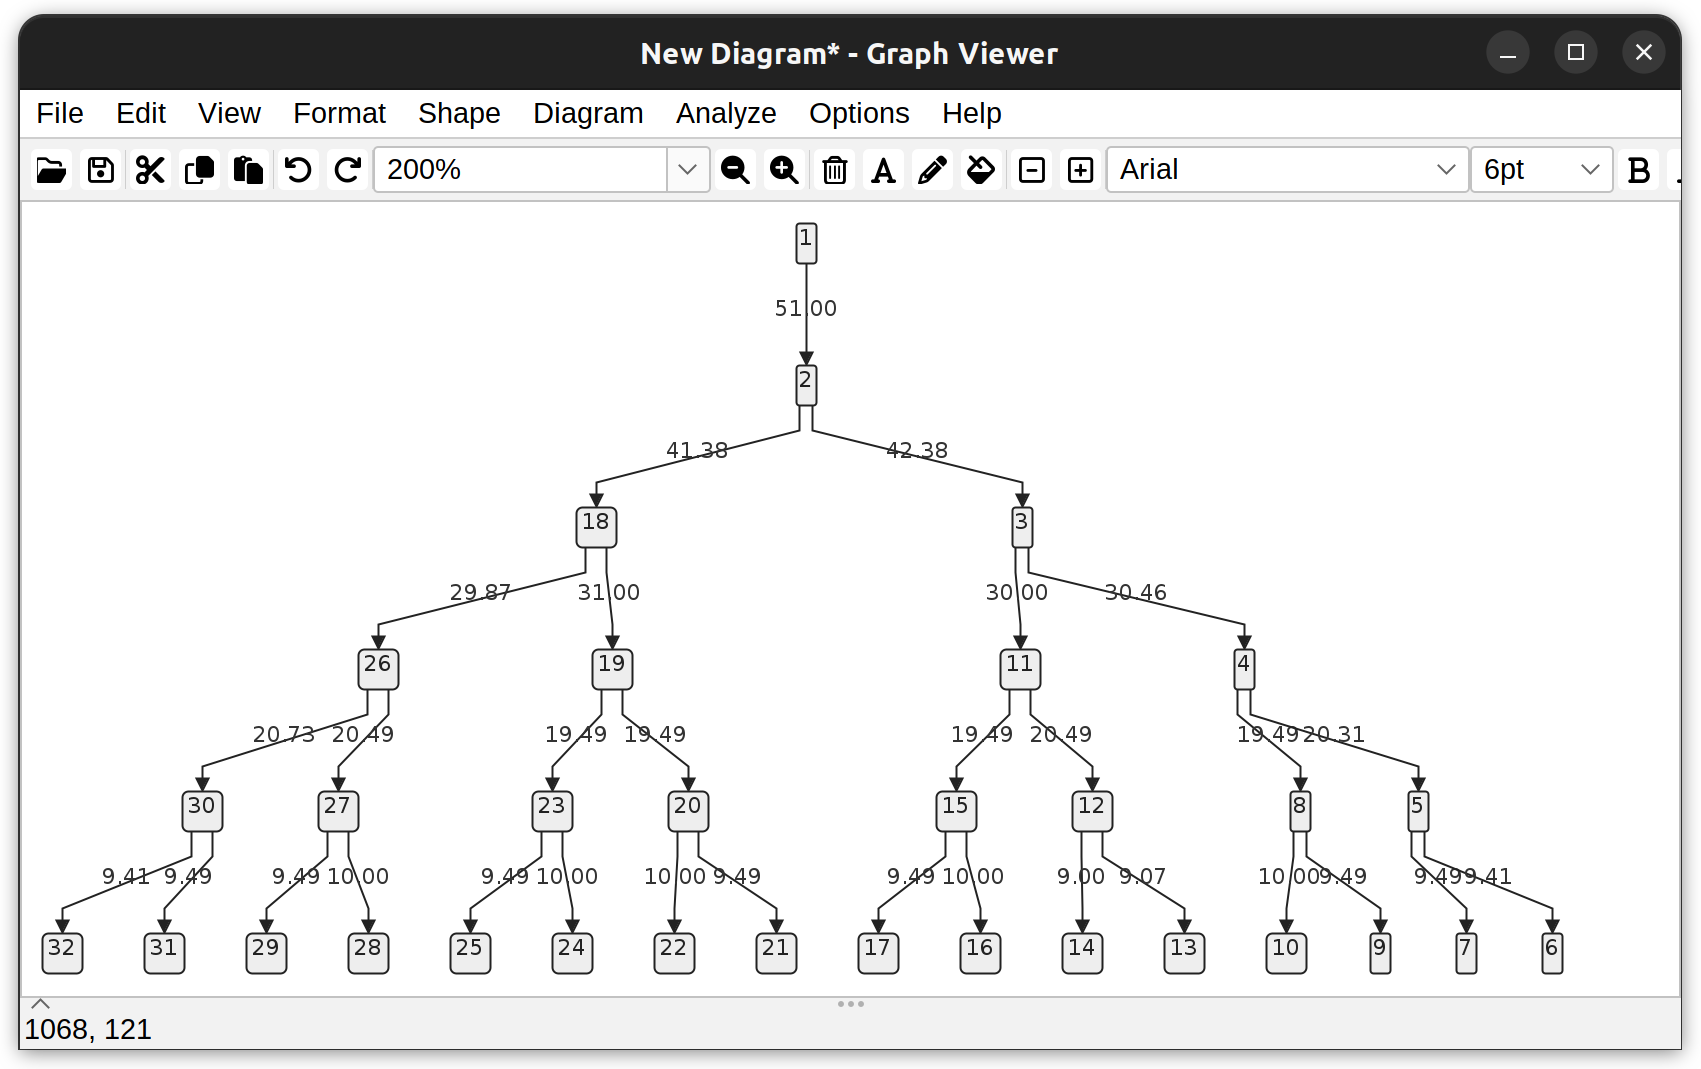 New Diagram* - Graph Viewer
File Edit View Format Shape Diagram Analyze Options Help
200% Arial 6pt B
1
51.00
2
41.38 42.38
18 3
29.87 31.00 30.00 30.46
26 19 11 4
20.73 20.49 19.49 19.49 19.49 20.49 19.49 20.31
30 27 23 20 15 12 8 5
9.41 9.49 9.49 10.00 9.49 10.00 10.00 9.49 9.49 10.00 9.00 9.07 10.00 9.49 9.49 9.41
32 31 29 28 25 24 22 21 17 16 14 13 10 9 7 6
1068, 121